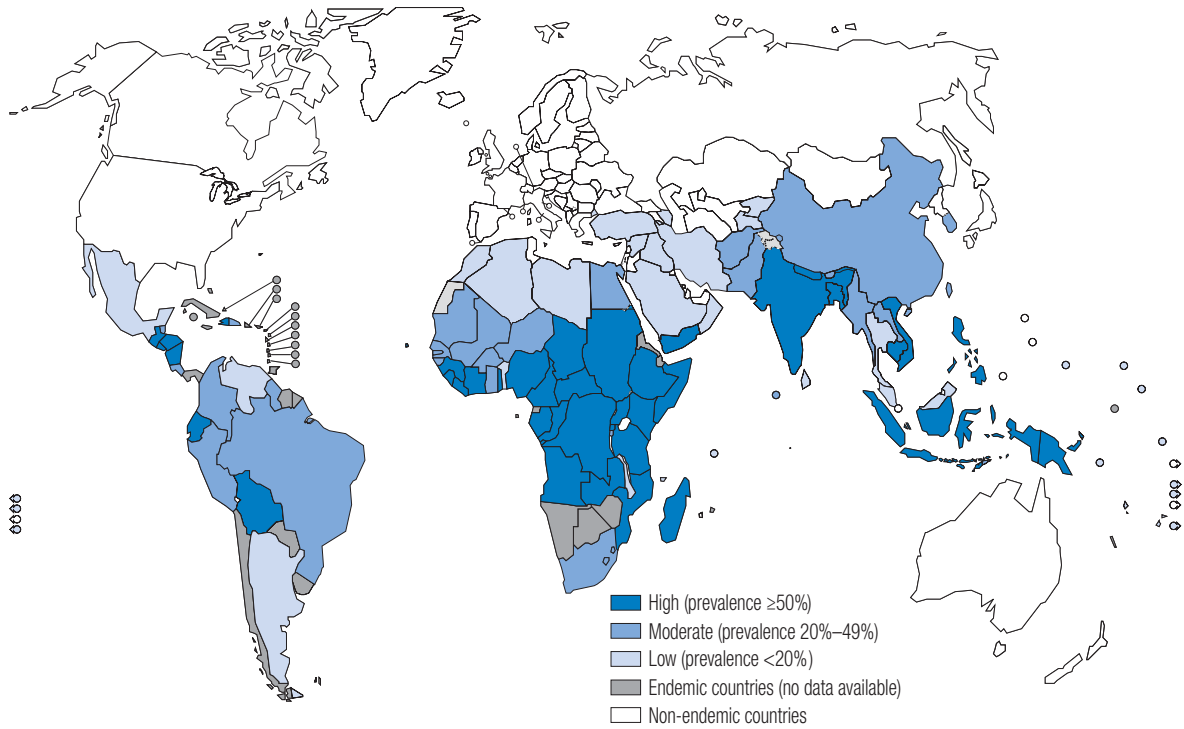 High (prevalence ≥50%)
Moderate (prevalence 20%–49%)
Low (prevalence <20%)
Endemic countries (no data available)
Non-endemic countries